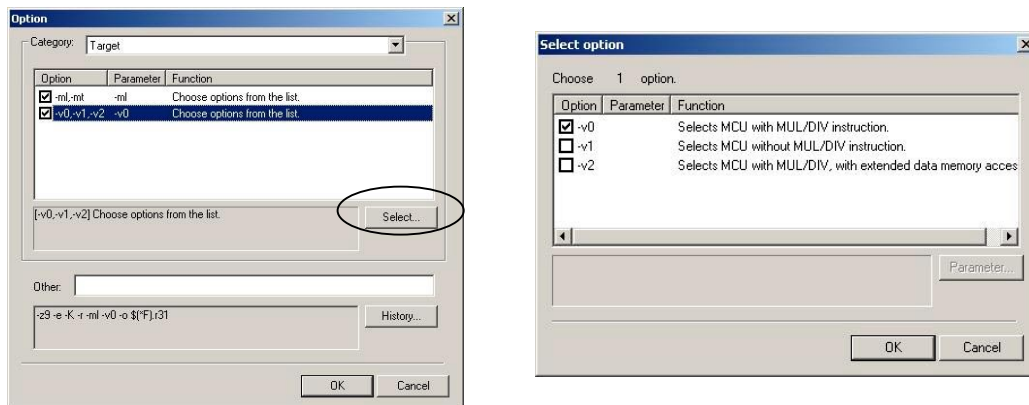 Option
Category: Target
Option Parameter Function
-ml,-mt -ml Choose options from the list.
-v0,-v1,-v2 -v0 Choose options from the list.
[-v0,-v1,-v2] Choose options from the list.
Select...
Other:
-z9 -e -K -r -ml -v0 -o $(*F).r31
History...
OK Cancel
Select option
Choose 1 option.
Option Parameter Function
-v0 Selects MCU with MUL/DIV instruction.
-v1 Selects MCU without MUL/DIV instruction.
-v2 Selects MCU with MUL/DIV, with extended data memory acces
Parameter...
OK Cancel